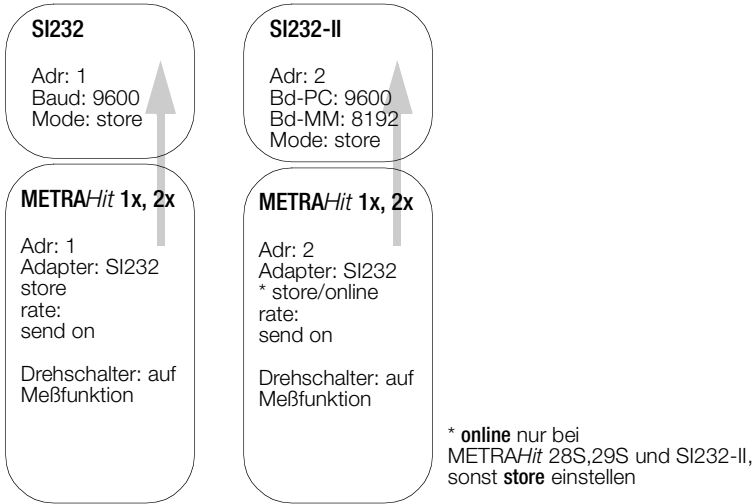 SI232
Adr: 1
Baud: 9600
Mode: store
METRAHit 1x, 2x
Adr: 1
Adapter: SI232
store
rate:
send on
Drehschalter: auf
Meßfunktion
SI232-II
Adr: 2
Bd-PC: 9600
Bd-MM: 8192
Mode: store
METRAHit 1x, 2x
Adr: 2
Adapter: SI232
* store/online
rate:
send on
Drehschalter: auf
Meßfunktion
* online nur bei
METRAHit 28S,29S und SI232-II,
sonst store einstellen